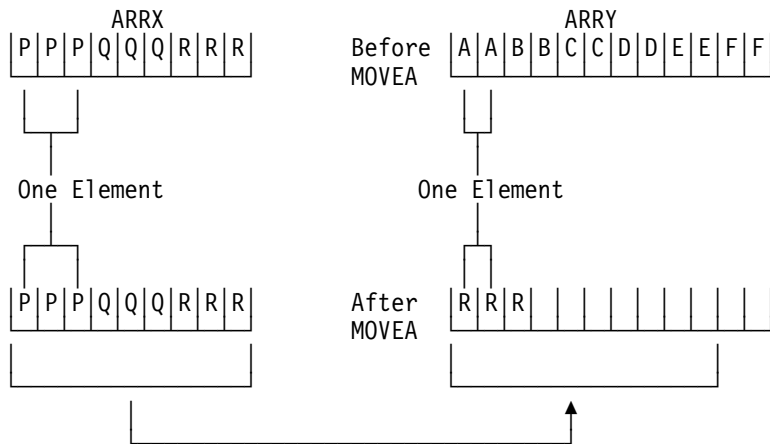 ARRX ARRY
P P P Q Q Q R R R Before A A B B C C D D E E F F
MOVEA
One Element One Element
P P P Q Q Q R R R After R R R
MOVEA